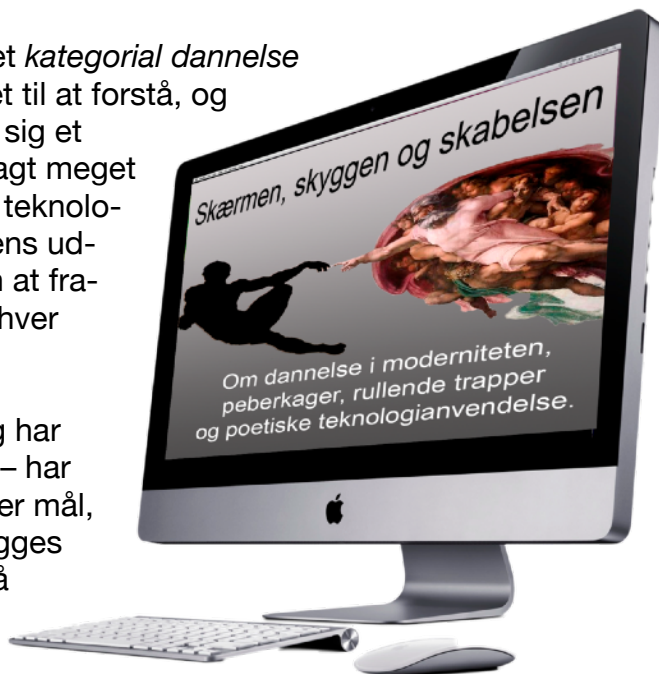 et kategorial dannelse
et til at forstå, og
sig et
agt meget
teknolo-
ens ud-
at fra-
hver
g har
– har
er mål,
gges
å
Skærmen, skyggen og skabelsen
Om dannelse i moderniteten,
peberkager, rullende trapper
og poetiske teknologianvendelse.